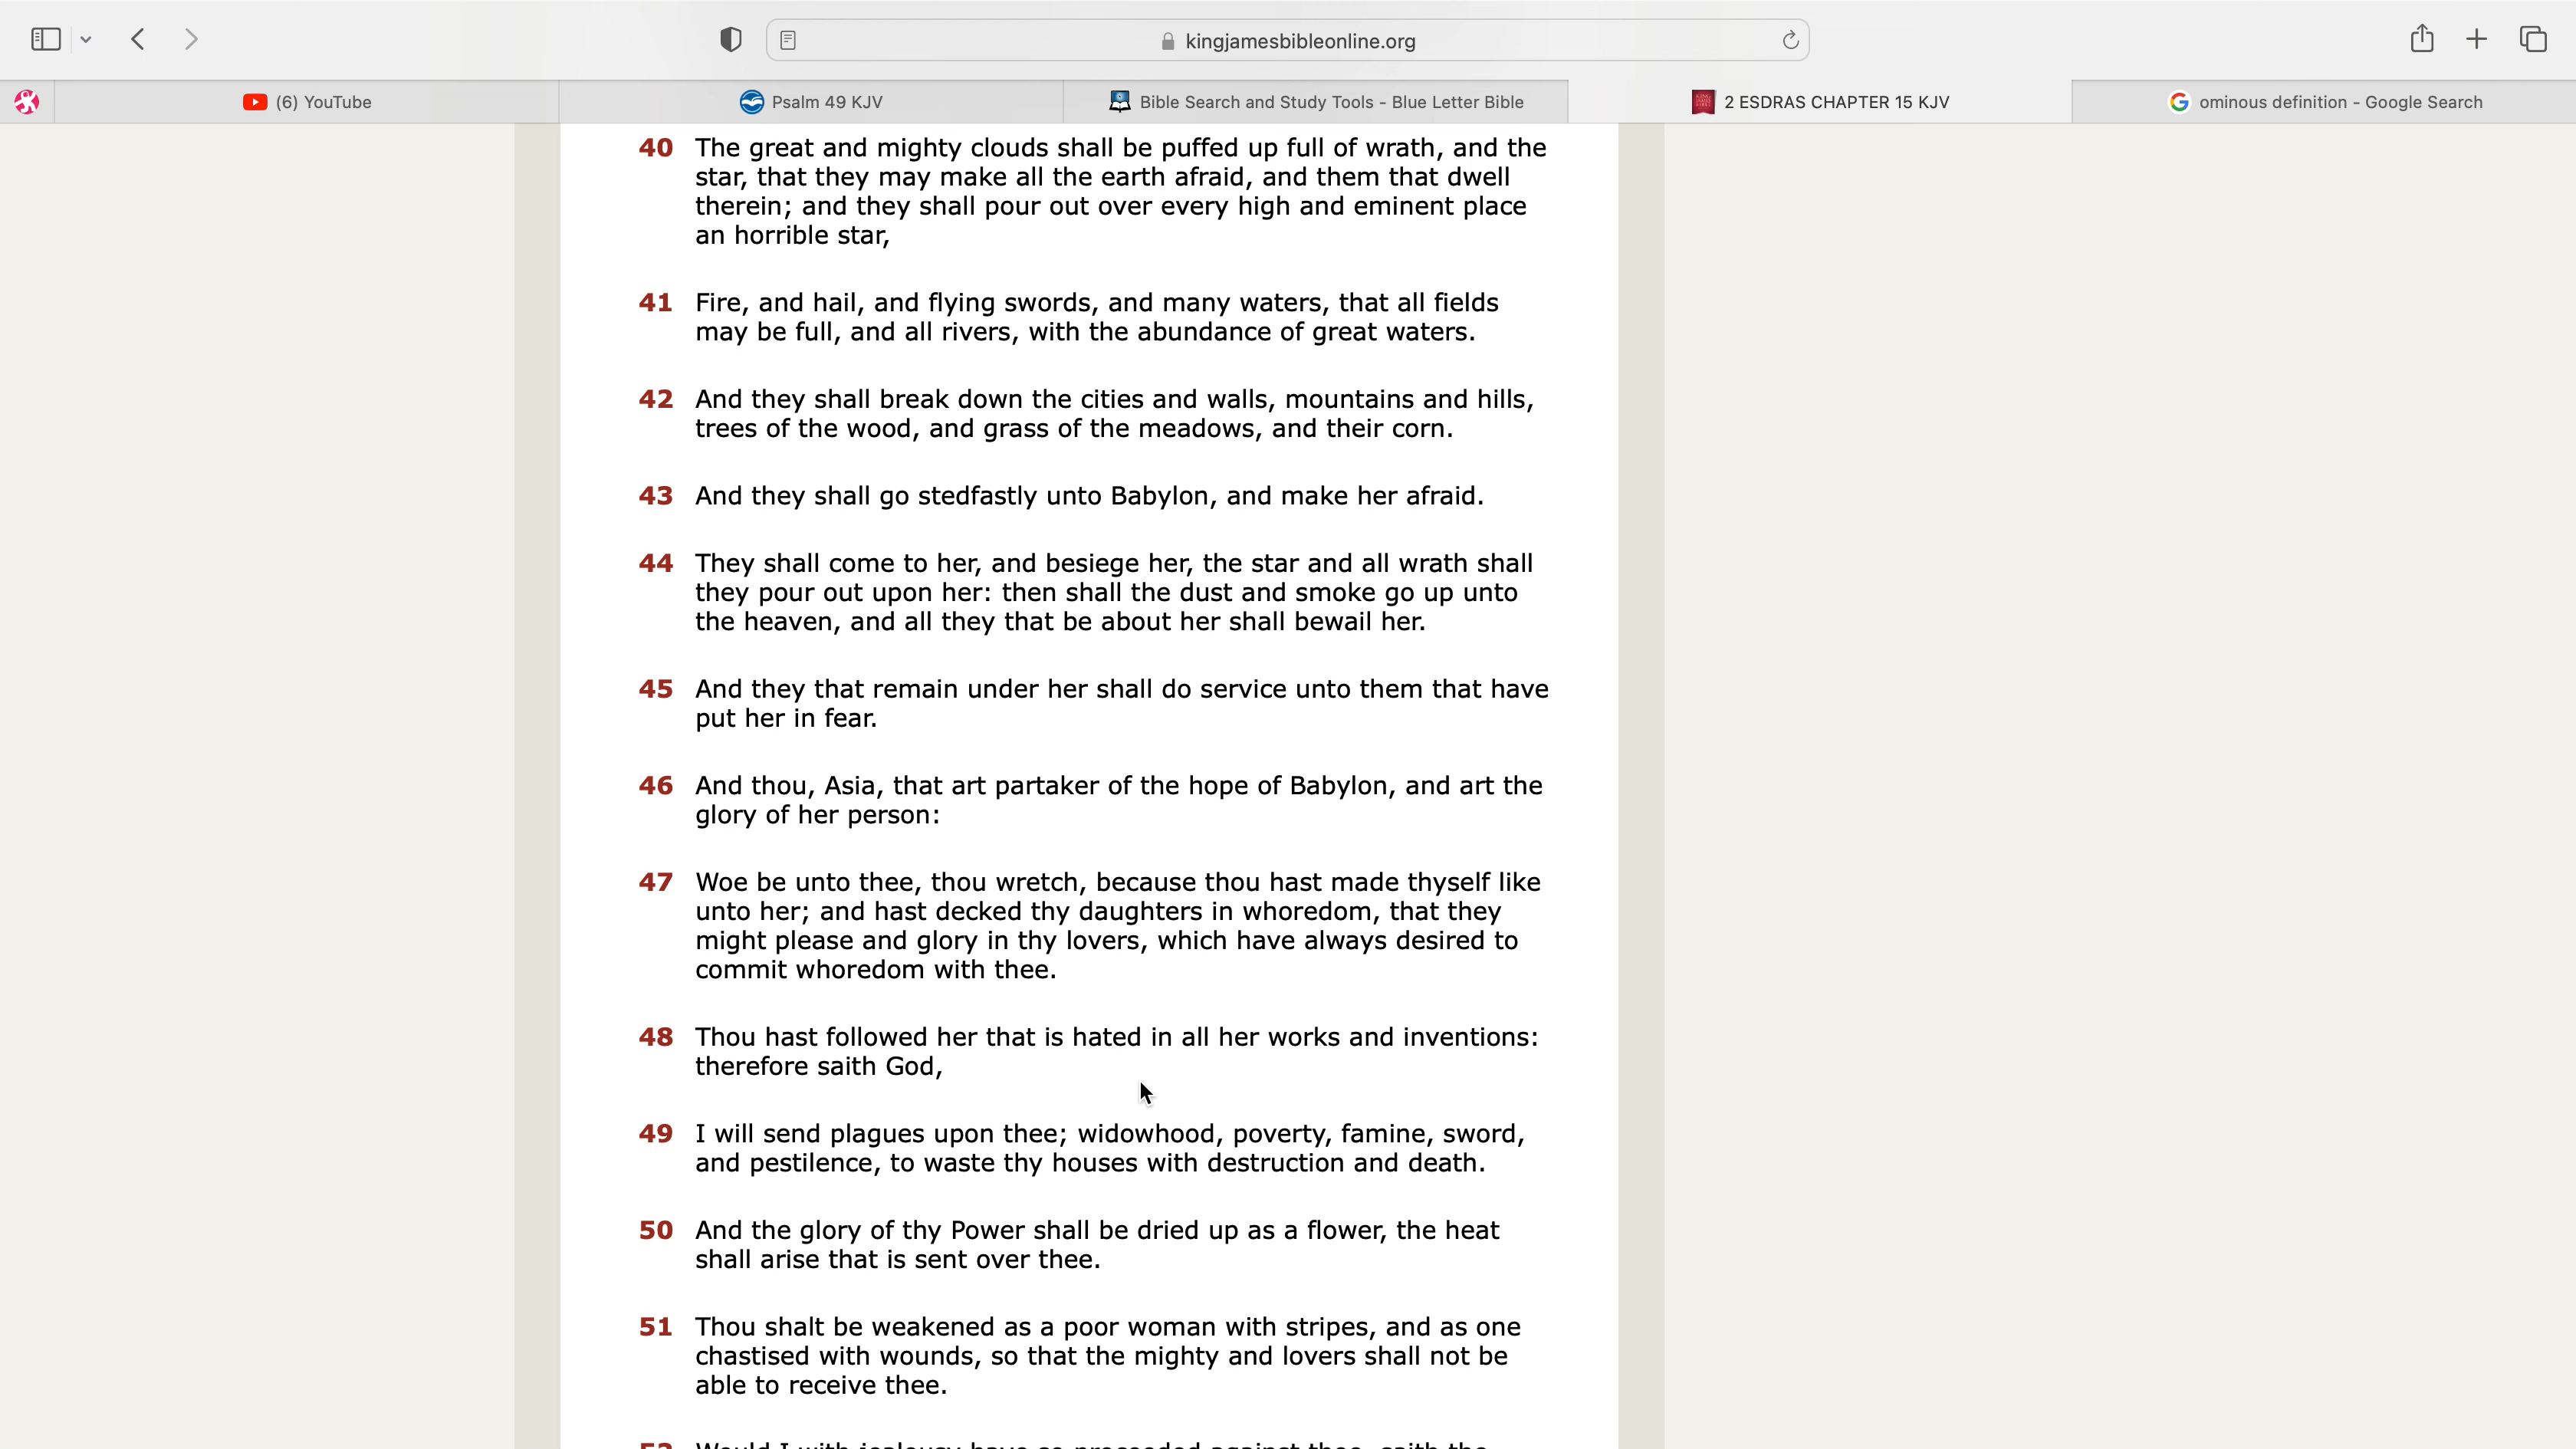 kingjamesbibleonline.org
(6) YouTube
Psalm 49 KJV
Bible Search and Study Tools - Blue Letter Bible
2 ESDRAS CHAPTER 15 KJV
ominous definition - Google Search
40 The great and mighty clouds shall be puffed up full of wrath, and the
star, that they may make all the earth afraid, and them that dwell
therein; and they shall pour out over every high and eminent place
an horrible star,
41 Fire, and hail, and flying swords, and many waters, that all fields
may be full, and all rivers, with the abundance of great waters.
42 And they shall break down the cities and walls, mountains and hills,
trees of the wood, and grass of the meadows, and their corn.
43 And they shall go stedfastly unto Babylon, and make her afraid.
44 They shall come to her, and besiege her, the star and all wrath shall
they pour out upon her: then shall the dust and smoke go up unto
the heaven, and all they that be about her shall bewail her.
45 And they that remain under her shall do service unto them that have
put her in fear.
46 And thou, Asia, that art partaker of the hope of Babylon, and art the
glory of her person:
47 Woe be unto thee, thou wretch, because thou hast made thyself like
unto her; and hast decked thy daughters in whoredom, that they
might please and glory in thy lovers, which have always desired to
commit whoredom with thee.
48 Thou hast followed her that is hated in all her works and inventions:
therefore saith God,
49 I will send plagues upon thee; widowhood, poverty, famine, sword,
and pestilence, to waste thy houses with destruction and death.
50 And the glory of thy Power shall be dried up as a flower, the heat
shall arise that is sent over thee.
51 Thou shalt be weakened as a poor woman with stripes, and as one
chastised with wounds, so that the mighty and lovers shall not be
able to receive thee.
52 Would I with jealousy have so proceeded against thee, saith the